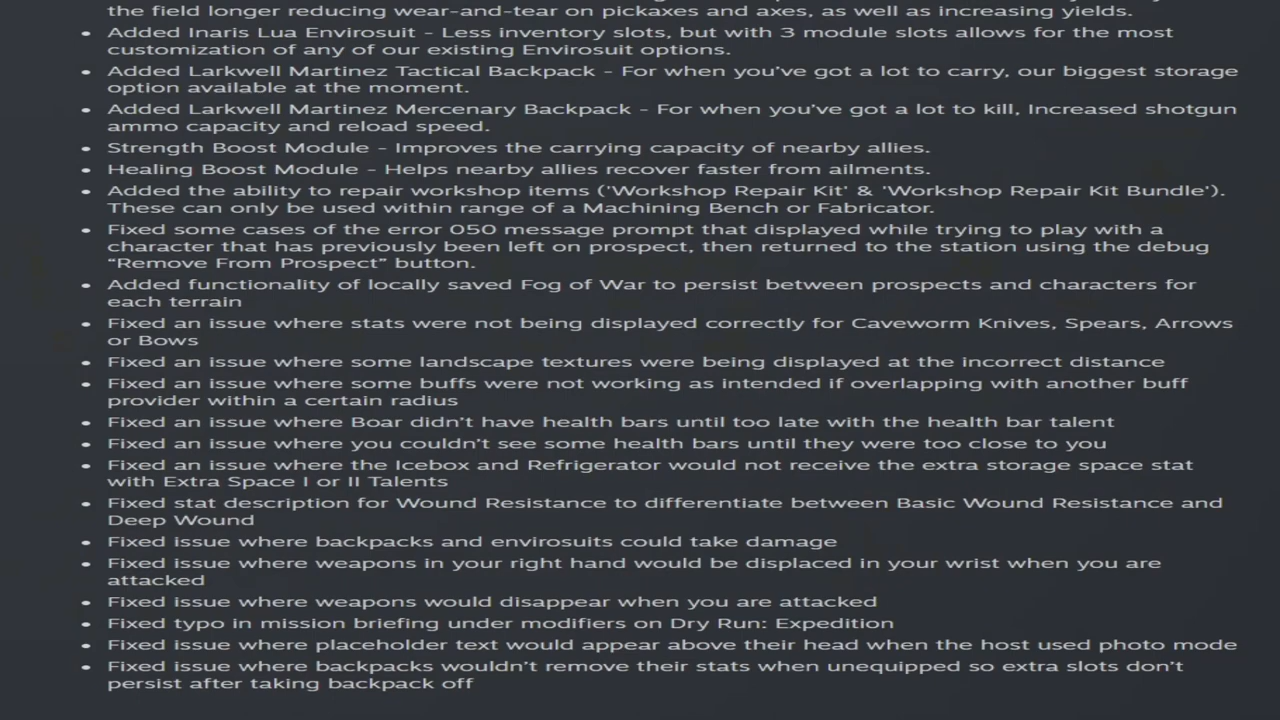 the field longer reducing wear-and-tear on pickaxes and axes, as well as increasing yields.
• Added Inaris Lua Envirosuit - Less inventory slots, but with 3 module slots allows for the most
customization of any of our existing Envirosuit options.
• Added Larkwell Martinez Tactical Backpack - For when you've got a lot to carry, our biggest storage
option available at the moment.
• Added Larkwell Martinez Mercenary Backpack - For when you've got a lot to kill, Increased shotgun
ammo capacity and reload speed.
• Strength Boost Module - Improves the carrying capacity of nearby allies.
• Healing Boost Module - Helps nearby allies recover faster from ailments.
• Added the ability to repair workshop items ('Workshop Repair Kit' & 'Workshop Repair Kit Bundle').
These can only be used within range of a Machining Bench or Fabricator.
• Fixed some cases of the error 050 message prompt that displayed while trying to play with a
character that has previously been left on prospect, then returned to the station using the debug
“Remove From Prospect” button.
• Added functionality of locally saved Fog of War to persist between prospects and characters for
each terrain
• Fixed an issue where stats were not being displayed correctly for Caveworm Knives, Spears, Arrows
or Bows
• Fixed an issue where some landscape textures were being displayed at the incorrect distance
• Fixed an issue where some buffs were not working as intended if overlapping with another buff
provider within a certain radius
• Fixed an issue where Boar didn't have health bars until too late with the health bar talent
• Fixed an issue where you couldn't see some health bars until they were too close to you
• Fixed an issue where the Icebox and Refrigerator would not receive the extra storage space stat
with Extra Space I or II Talents
• Fixed stat description for Wound Resistance to differentiate between Basic Wound Resistance and
Deep Wound
• Fixed issue where backpacks and envirosuits could take damage
• Fixed issue where weapons in your right hand would be displaced in your wrist when you are
attacked
• Fixed issue where weapons would disappear when you are attacked
• Fixed typo in mission briefing under modifiers on Dry Run: Expedition
• Fixed issue where placeholder text would appear above their head when the host used photo mode
• Fixed issue where backpacks wouldn't remove their stats when unequipped so extra slots don't
persist after taking backpack off